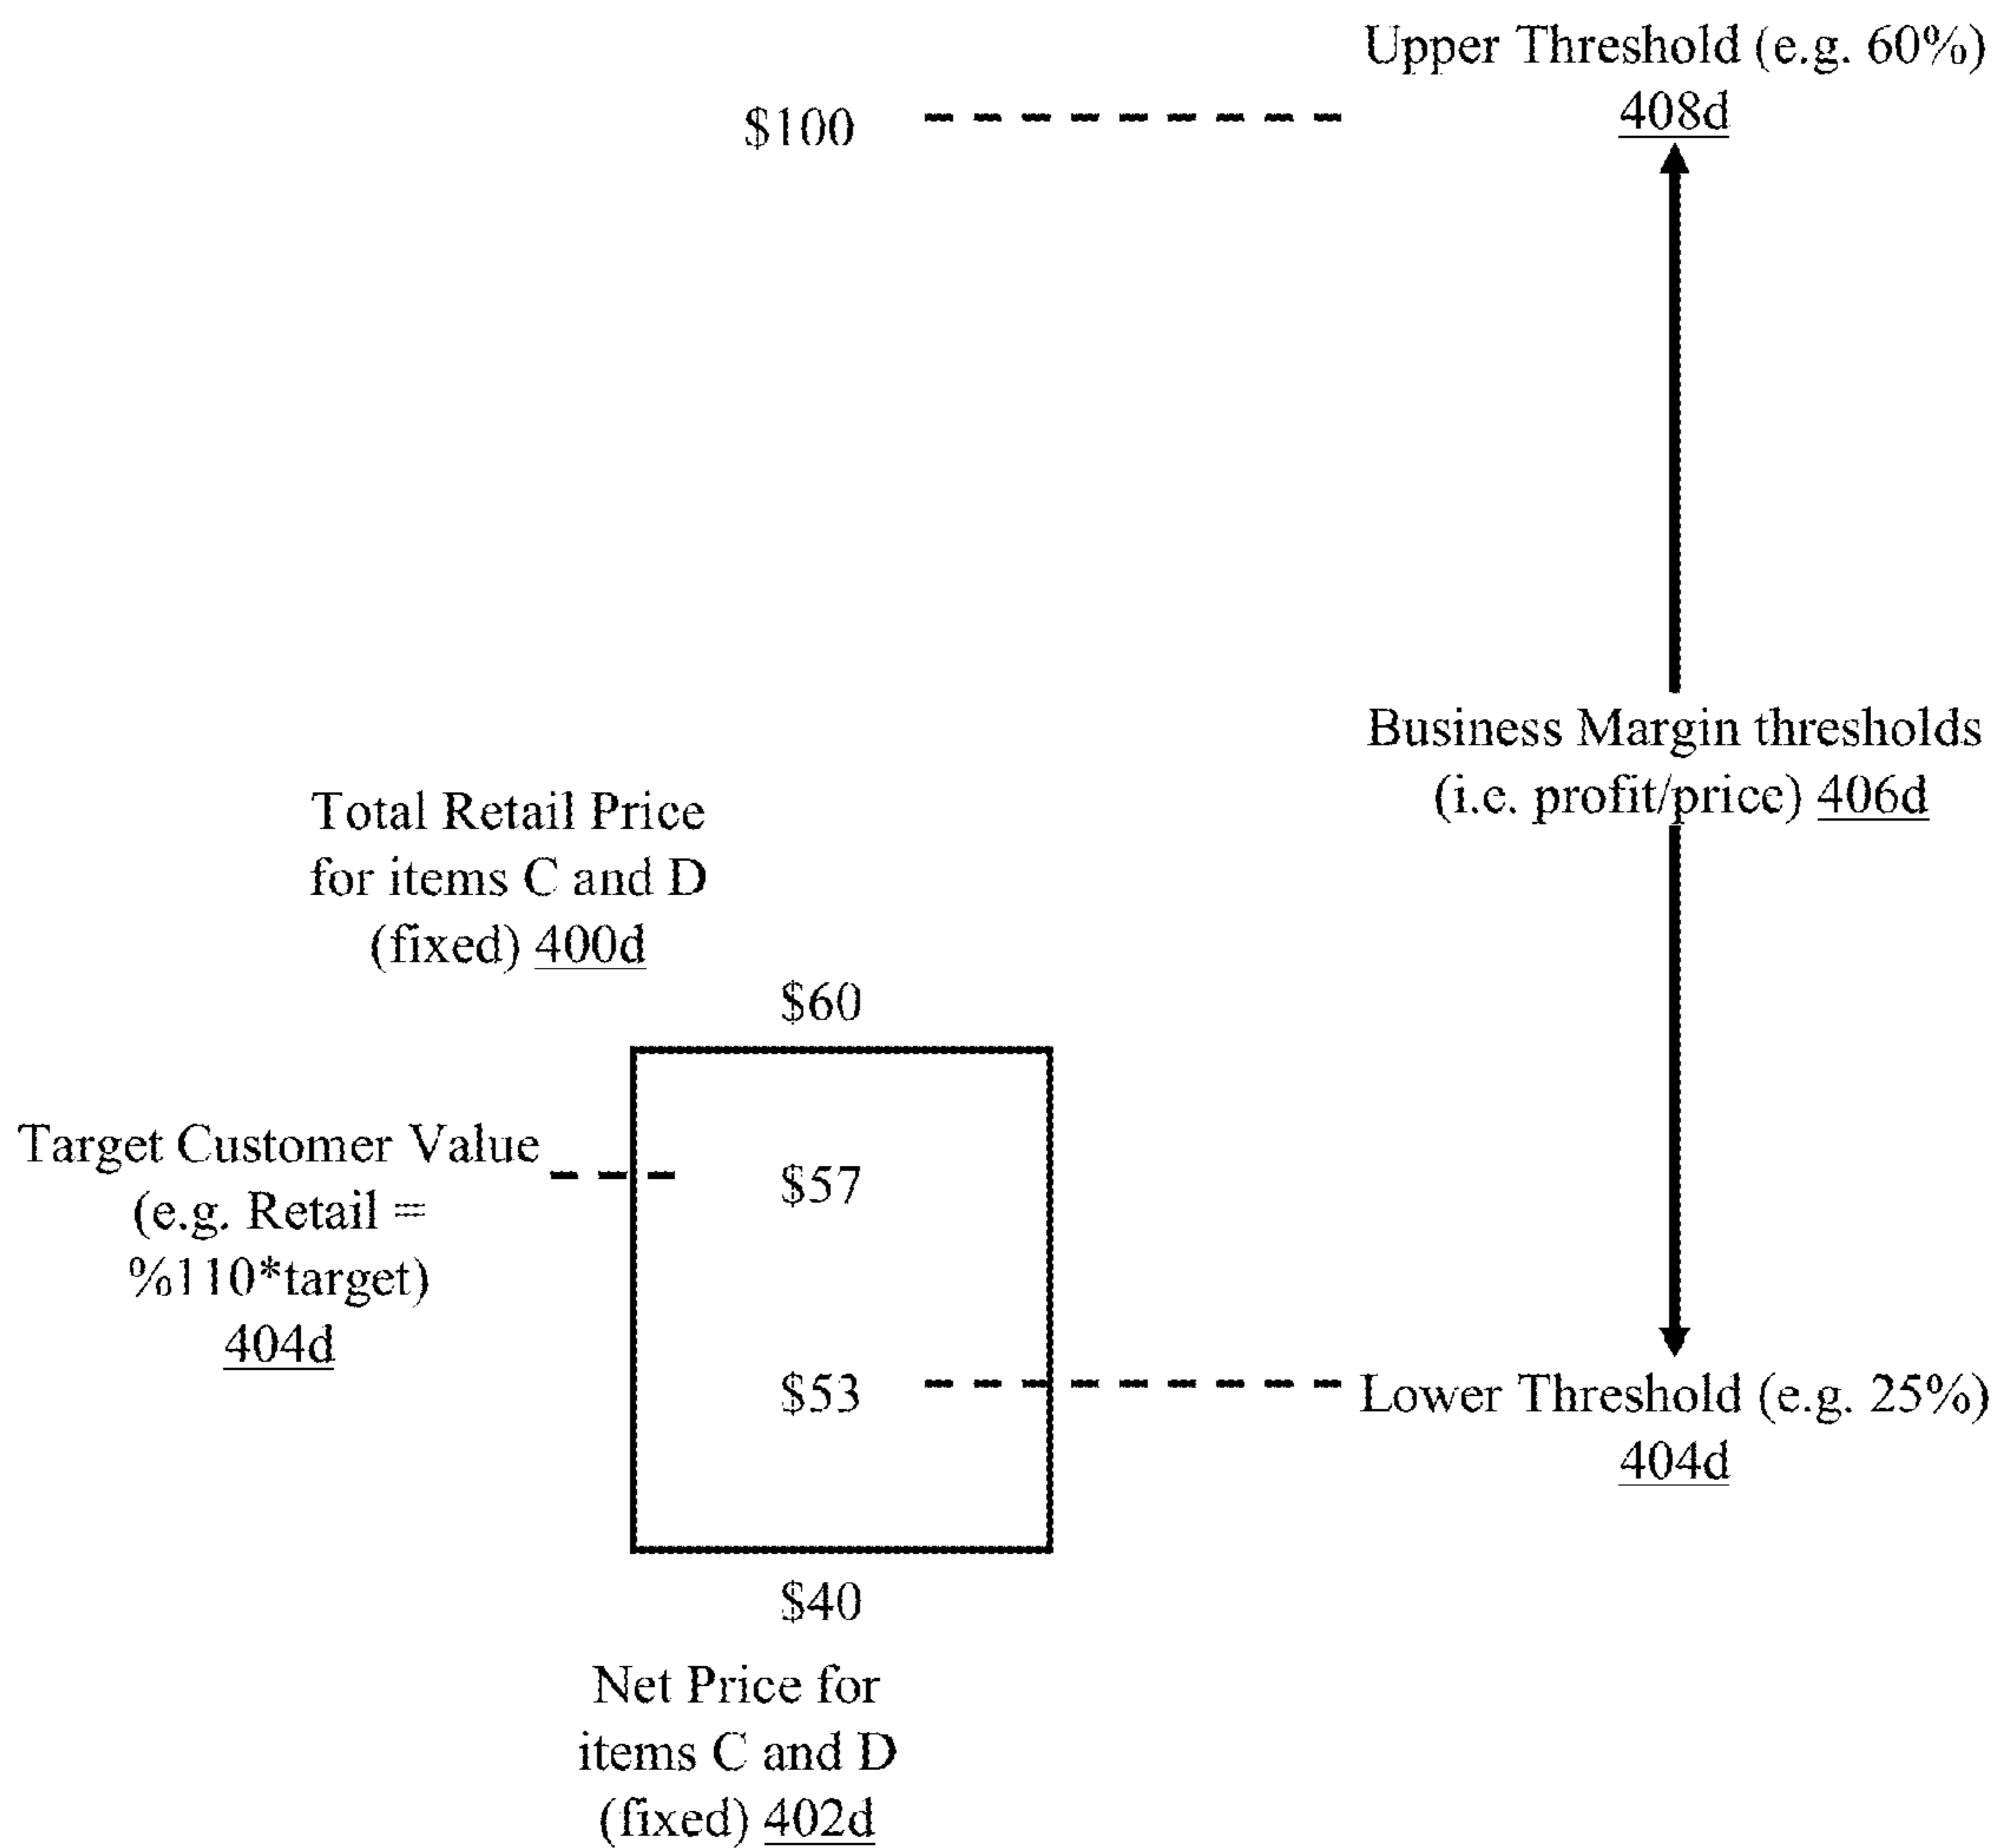 Upper Threshold (e.g. 60%)
408d
$100
Business Margin thresholds
(i.e. profit/price) 406d
Total Retail Price
for items C and D
(fixed) 400d
$60
Target Customer Value
(e.g. Retail =
%110*target)
404d
$57
$53
Lower Threshold (e.g. 25%)
404d
$40
Net Price for
items C and D
(fixed) 402d